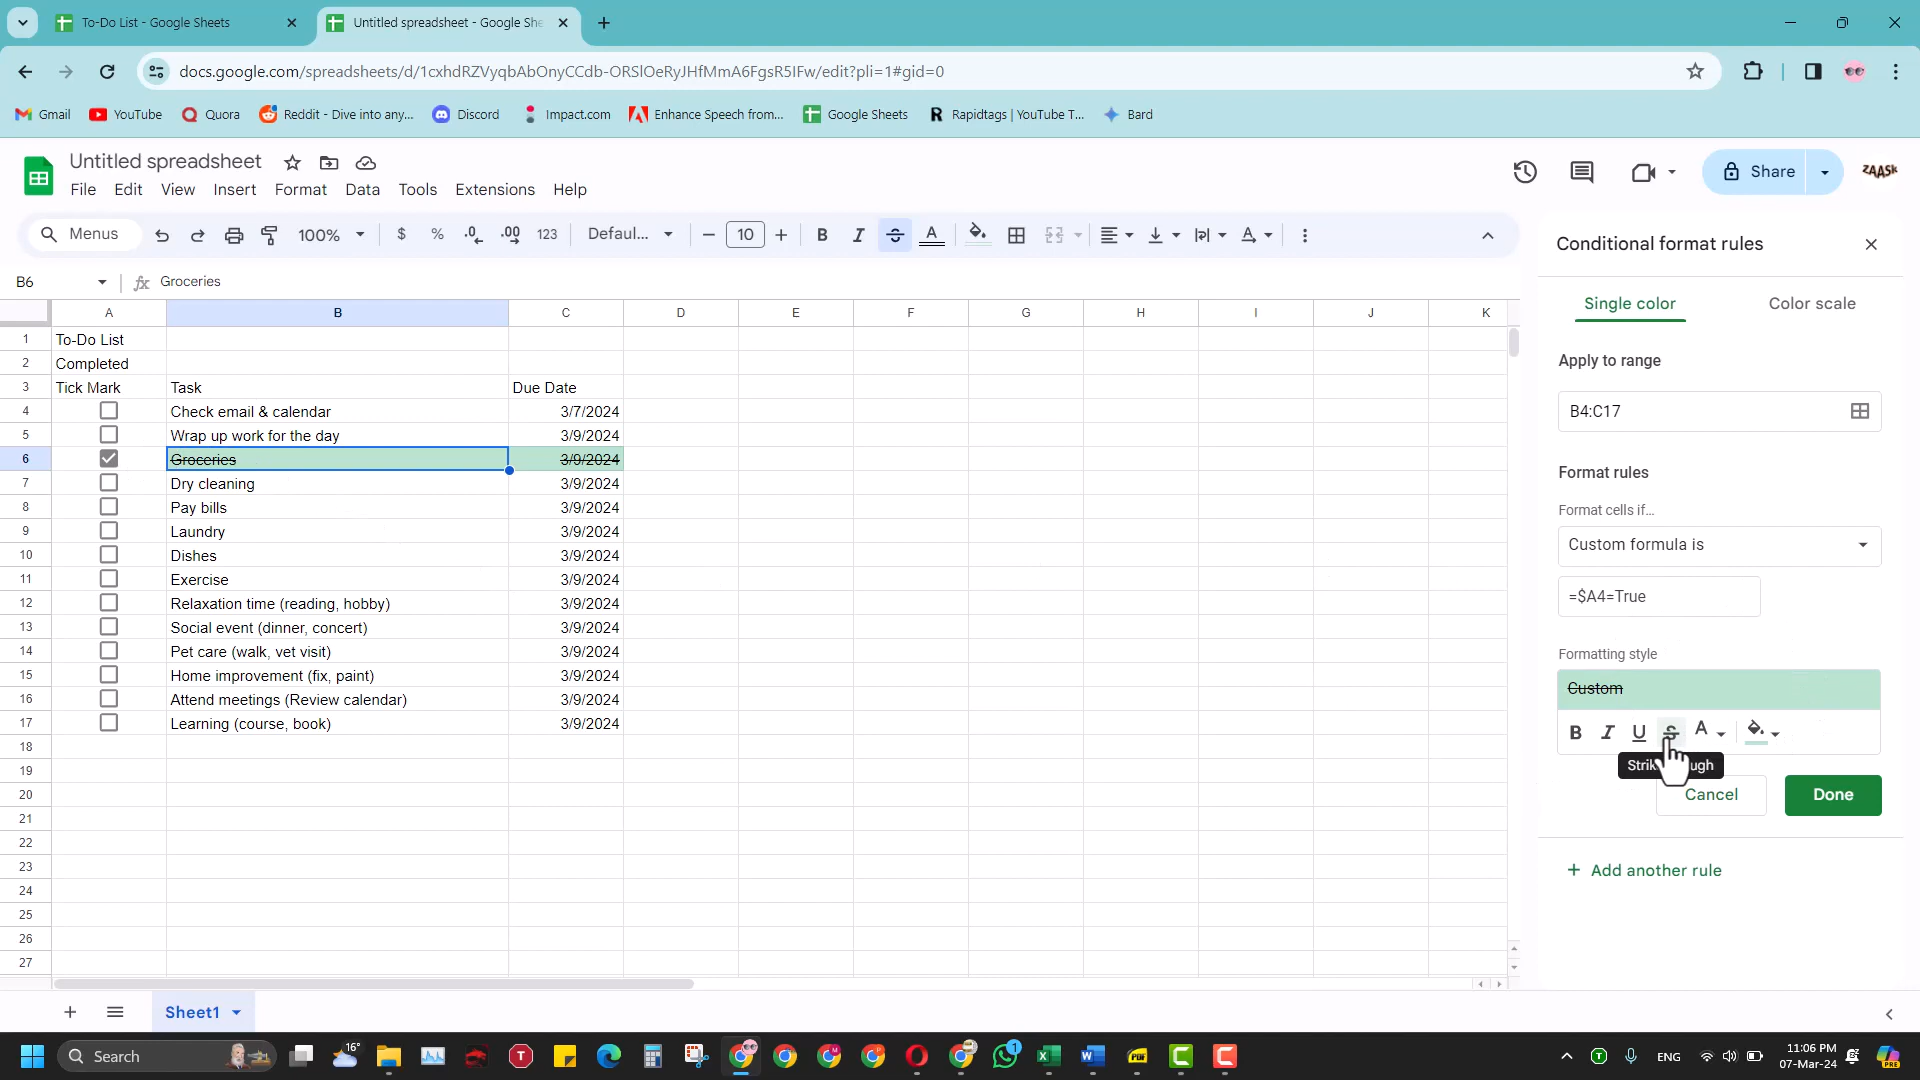 To-Do List - Google Sheets
Untitled spreadsheet - Google She
docs.google.com/spreadsheets/d/1cxhdRZVyqbAbOnyCCdb-ORSlOeRyJHfMmA6FgsR5IFw/edit?pli=1#gid=0
Gmail YouTube Quora Reddit - Dive into any... Discord Impact.com Enhance Speech from... Google Sheets Rapidtags | YouTube T... Bard
Untitled spreadsheet
File Edit View Insert Format Data Tools Extensions Help
Share
ZAASK
Menus 100% $ % .0 .00 123 Defaul... 10 B I A
B6 fx Groceries
A B C D E F G H I J K
1 To-Do List
2 Completed
3 Tick Mark Task Due Date
4 Check email & calendar 3/7/2024
5 Wrap up work for the day 3/9/2024
6 Groceries 3/9/2024
7 Dry cleaning 3/9/2024
8 Pay bills 3/9/2024
9 Laundry 3/9/2024
10 Dishes 3/9/2024
11 Exercise 3/9/2024
12 Relaxation time (reading, hobby) 3/9/2024
13 Social event (dinner, concert) 3/9/2024
14 Pet care (walk, vet visit) 3/9/2024
15 Home improvement (fix, paint) 3/9/2024
16 Attend meetings (Review calendar) 3/9/2024
17 Learning (course, book) 3/9/2024
18
19
20
21
22
23
24
25
26
27
Conditional format rules
Single color Color scale
Apply to range
B4:C17
Format rules
Format cells if...
Custom formula is
=$A4=True
Formatting style
Custom
B I U S A
Cancel Done
+ Add another rule
Sheet1
Search
16°
1
ENG
11:06 PM
07-Mar-24